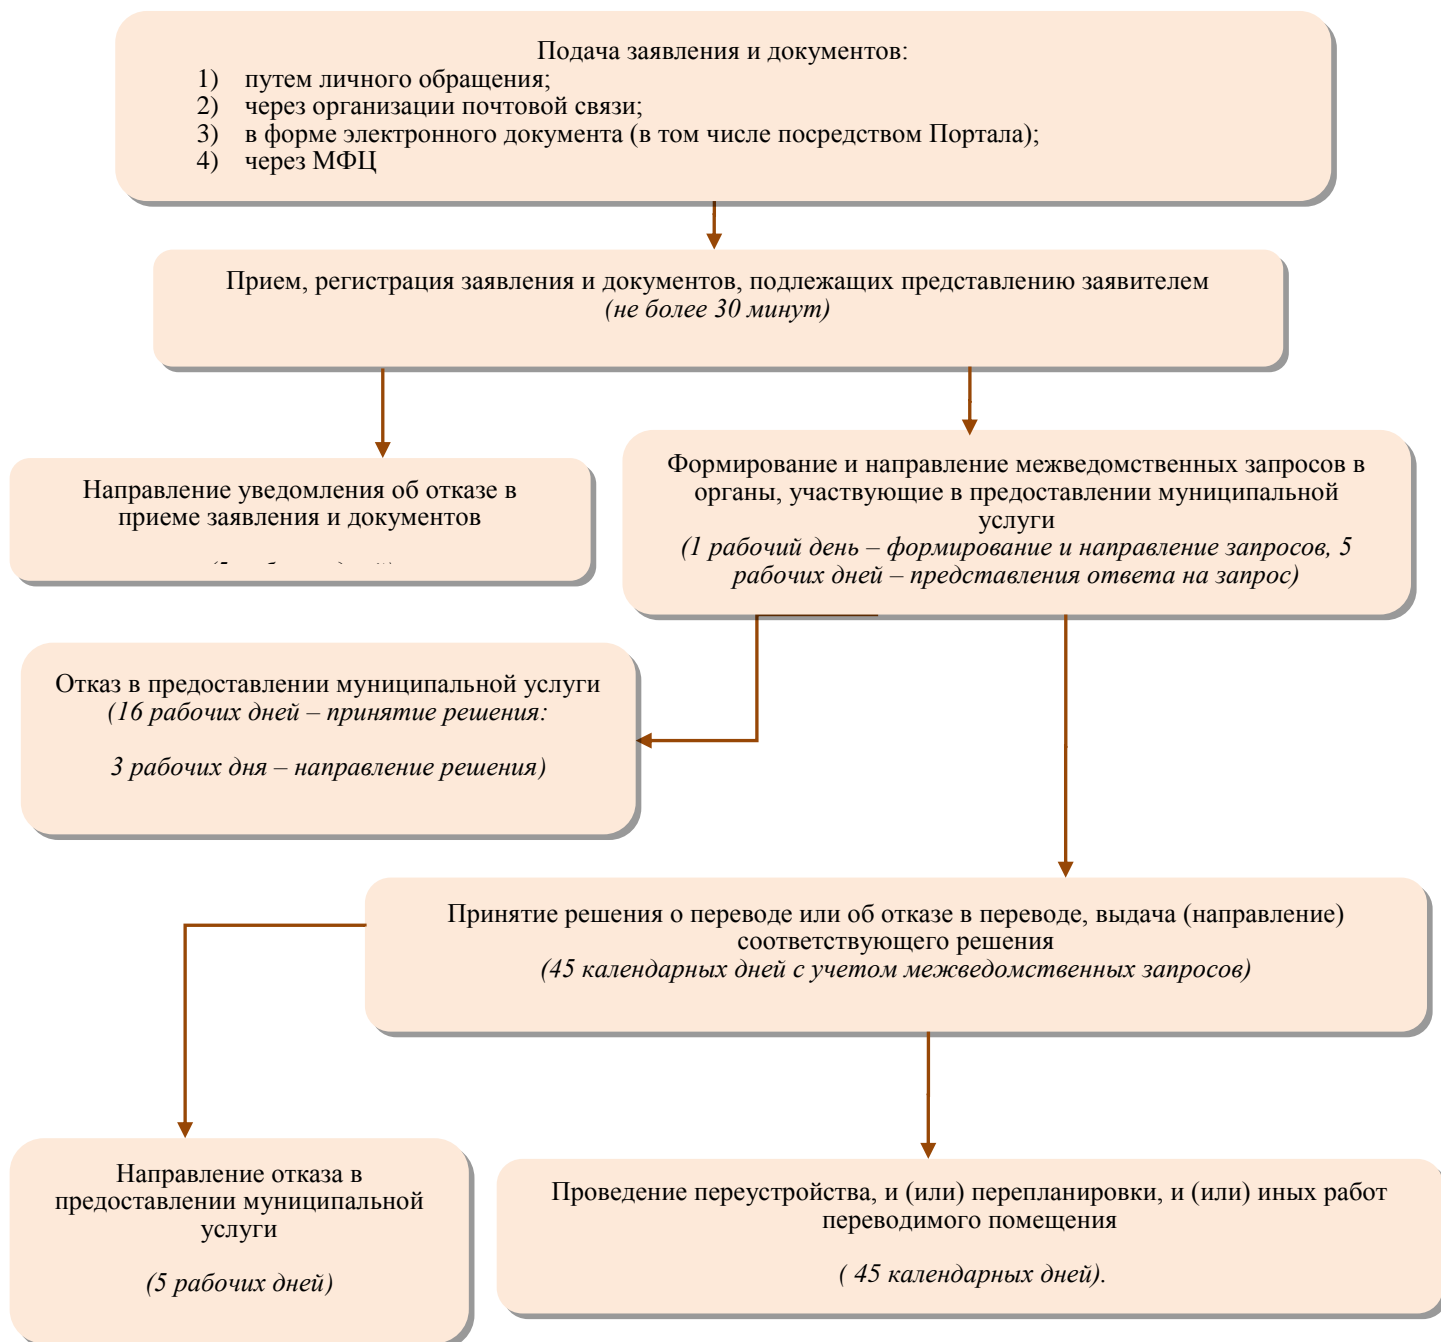 Подача заявления и документов:
1) путем личного обращения;
2) через организации почтовой связи;
3) в форме электронного документа (в том числе посредством Портала);
4) через МФЦ
Прием, регистрация заявления и документов, подлежащих представлению заявителем
(не более 30 минут)
Направление уведомления об отказе в
приеме заявления и документов
Формирование и направление межведомственных запросов в
органы, участвующие в предоставлении муниципальной
услуги
(1 рабочий день – формирование и направление запросов, 5
рабочих дней – представления ответа на запрос)
Отказ в предоставлении муниципальной услуги
(16 рабочих дней – принятие решения:
3 рабочих дня – направление решения)
Принятие решения о переводе или об отказе в переводе, выдача (направление)
соответствующего решения
(45 календарных дней с учетом межведомственных запросов)
Направление отказа в
предоставлении муниципальной
услуги
(5 рабочих дней)
Проведение переустройства, и (или) перепланировки, и (или) иных работ
переводимого помещения
( 45 календарных дней).